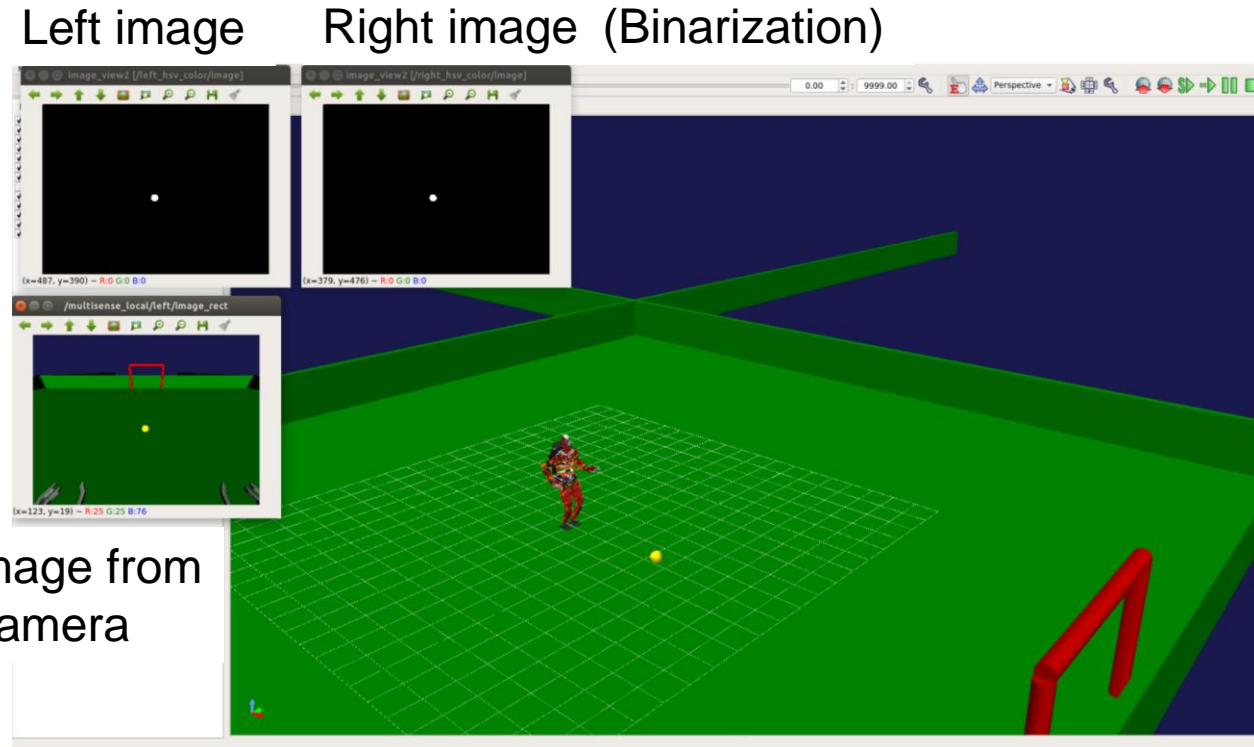 Left image Right image (Binarization)
image_view2 [/left_hsv_color/image]
image_view2 [/right_hsv_color/image]
0.00 : 9999.00
Perspective
(x=487, y=390) ~ R:0 G:0 B:0
(x=379, y=476) ~ R:0 G:0 B:0
/multisense_local/left/image_rect
(x=123, y=19) ~ R:25 G:25 B:76
mage from
amera